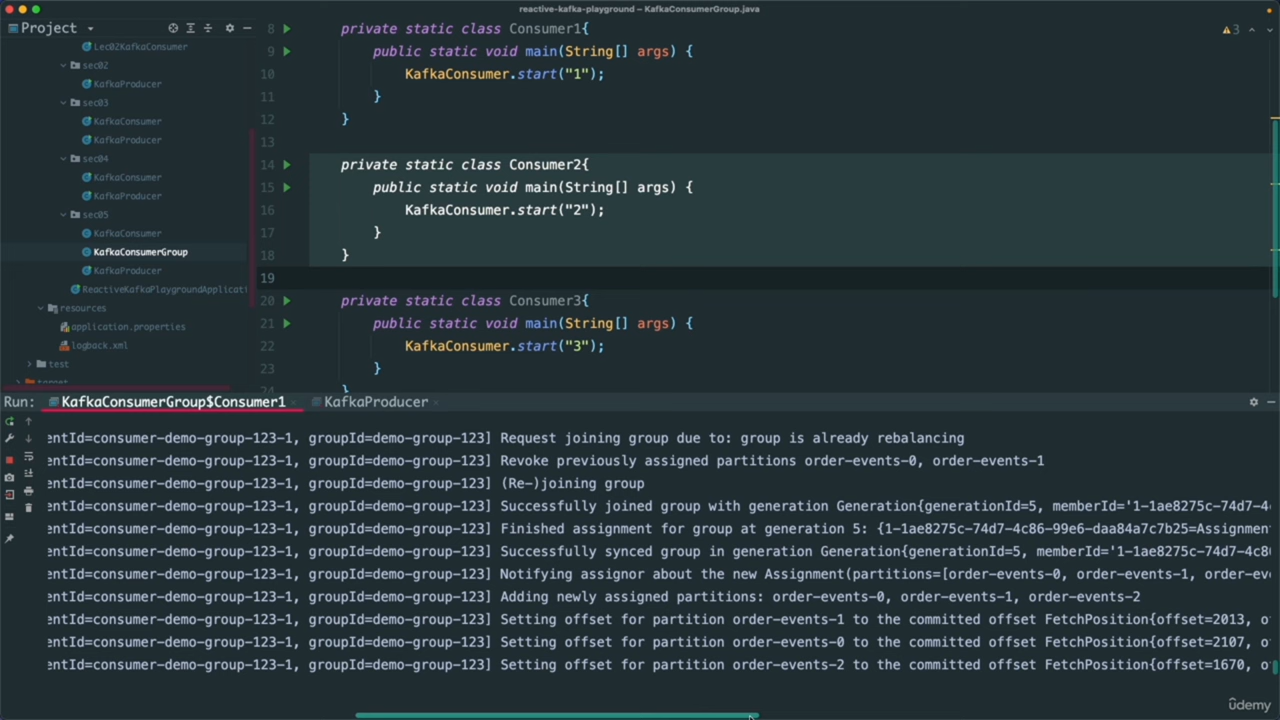 reactive-kafka-playground – KafkaConsumerGroup.java
Project
Lec02KafkaConsumer
sec02
KafkaProducer
sec03
KafkaConsumer
KafkaProducer
sec04
KafkaConsumer
KafkaProducer
sec05
KafkaConsumer
KafkaConsumerGroup
KafkaProducer
ReactiveKafkaPlaygroundApplicati
resources
application.properties
logback.xml
test
target
8 private static class Consumer1{
9 public static void main(String[] args) {
10 KafkaConsumer.start("1");
11 }
12 }
13
14 private static class Consumer2{
15 public static void main(String[] args) {
16 KafkaConsumer.start("2");
17 }
18 }
19
20 private static class Consumer3{
21 public static void main(String[] args) {
22 KafkaConsumer.start("3");
23 }
24 }
3
Run: KafkaConsumerGroup$Consumer1 KafkaProducer
entId=consumer-demo-group-123-1, groupId=demo-group-123] Request joining group due to: group is already rebalancing
entId=consumer-demo-group-123-1, groupId=demo-group-123] Revoke previously assigned partitions order-events-0, order-events-1
entId=consumer-demo-group-123-1, groupId=demo-group-123] (Re-)joining group
entId=consumer-demo-group-123-1, groupId=demo-group-123] Successfully joined group with generation Generation{generationId=5, memberId='1-1ae8275c-74d7-4
entId=consumer-demo-group-123-1, groupId=demo-group-123] Finished assignment for group at generation 5: {1-1ae8275c-74d7-4c86-99e6-daa84a7c7b25=Assignment
entId=consumer-demo-group-123-1, groupId=demo-group-123] Successfully synced group in generation Generation{generationId=5, memberId='1-1ae8275c-74d7-4c8
entId=consumer-demo-group-123-1, groupId=demo-group-123] Notifying assignor about the new Assignment(partitions=[order-events-0, order-events-1, order-ev
entId=consumer-demo-group-123-1, groupId=demo-group-123] Adding newly assigned partitions: order-events-0, order-events-1, order-events-2
entId=consumer-demo-group-123-1, groupId=demo-group-123] Setting offset for partition order-events-1 to the committed offset FetchPosition{offset=2013, o
entId=consumer-demo-group-123-1, groupId=demo-group-123] Setting offset for partition order-events-0 to the committed offset FetchPosition{offset=2107, o
entId=consumer-demo-group-123-1, groupId=demo-group-123] Setting offset for partition order-events-2 to the committed offset FetchPosition{offset=1670, o
ûdemy